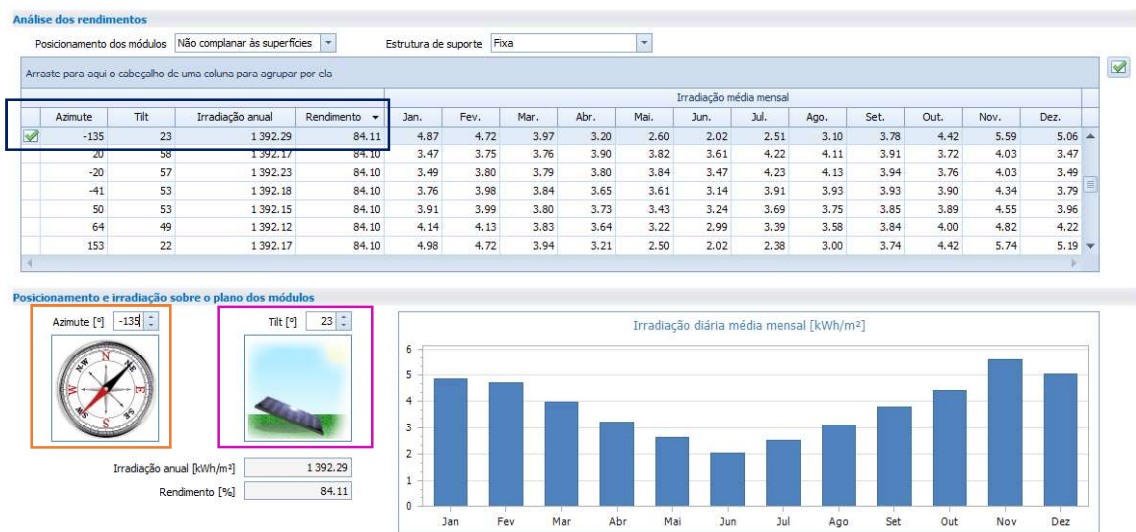 Análise dos rendimentos
Posicionamento dos módulos Não complanar às superfícies Estrutura de suporte Fixa
Arraste para aqui o cabeçalho de uma coluna para agrupar por ela
Irradiação média mensal
Azimute Tilt Irradiação anual Rendimento Jan. Fev. Mar. Abr. Mai. Jun. Jul. Ago. Set. Out. Nov. Dez.
-135 23 1 392.29 84.11 4.87 4.72 3.97 3.20 2.60 2.02 2.51 3.10 3.78 4.42 5.59 5.06
20 58 1 392.17 84.10 3.47 3.75 3.76 3.90 3.82 3.61 4.22 4.11 3.91 3.72 4.03 3.47
-20 57 1 392.23 84.10 3.49 3.80 3.79 3.80 3.84 3.47 4.23 4.13 3.94 3.76 4.03 3.49
-41 53 1 392.18 84.10 3.76 3.98 3.84 3.65 3.61 3.14 3.91 3.93 3.93 3.90 4.34 3.79
50 53 1 392.15 84.10 3.91 3.99 3.80 3.73 3.43 3.24 3.69 3.75 3.85 3.89 4.55 3.96
64 49 1 392.12 84.10 4.14 4.13 3.83 3.64 3.22 2.99 3.39 3.58 3.84 4.00 4.82 4.22
153 22 1 392.17 84.10 4.98 4.72 3.94 3.21 2.50 2.02 2.38 3.00 3.74 4.42 5.74 5.19
Posicionamento e irradiação sobre o plano dos módulos
Azimute [º] -135 Tilt [º] 23
N
N-W N-E
W E
S-W S-E
S
Irradiação anual [kWh/m²] 1 392.29
Rendimento [%] 84.11
Irradiação diária média mensal [kWh/m²]
6
5
4
3
2
1
0
Jan Fev Mar Abr Mai Jun Jul Ago Set Out Nov Dez